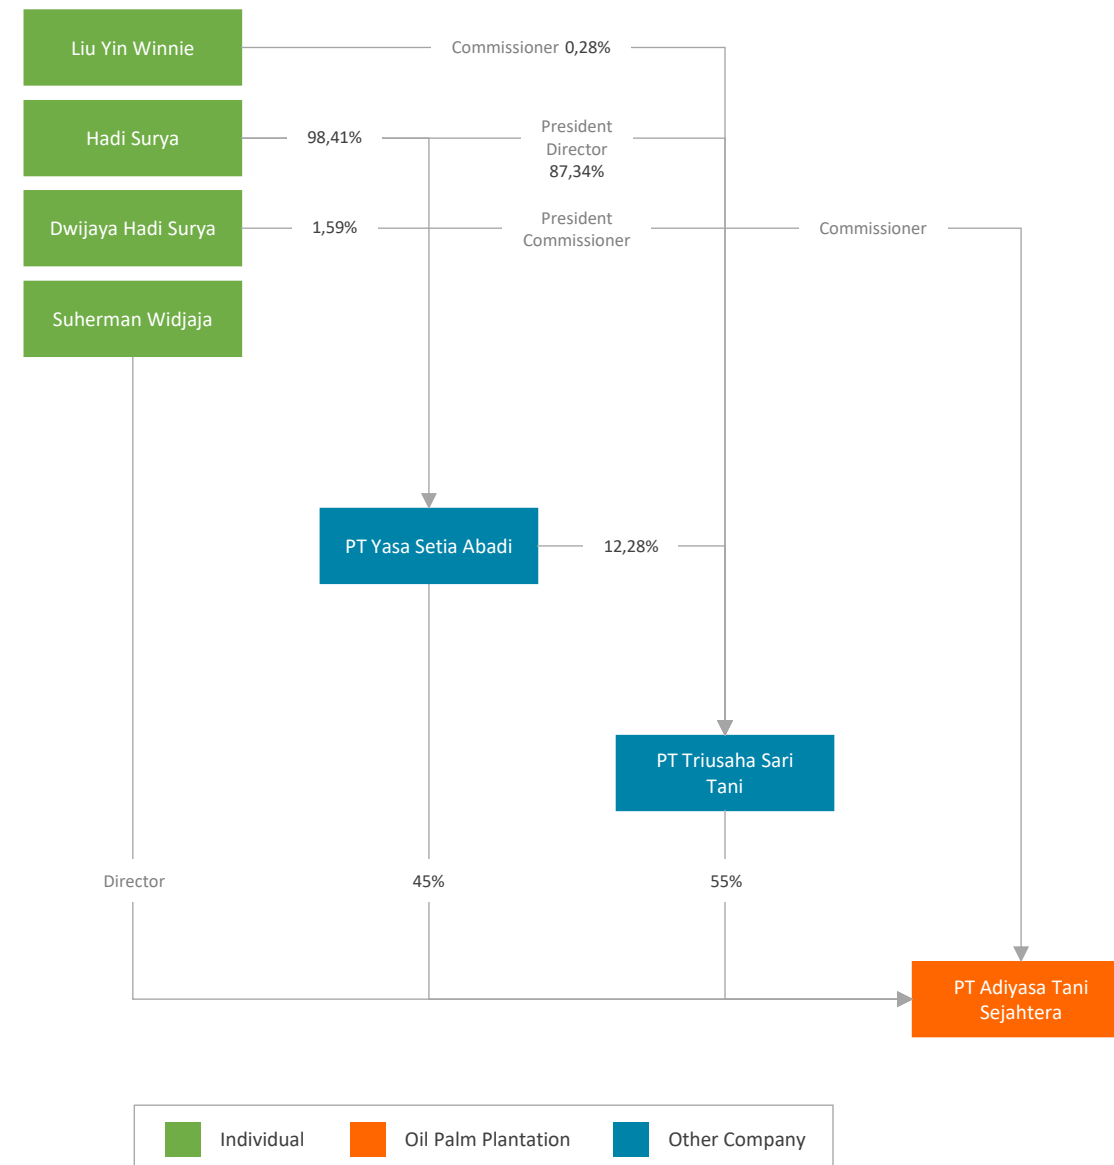 Liu Yin Winnie
Commissioner 0,28%
Hadi Surya
98,41%
President
Director
87,34%
Dwijaya Hadi Surya
1,59%
President
Commissioner
Commissioner
Suherman Widjaja
PT Yasa Setia Abadi
12,28%
PT Triusaha Sari
Tani
Director
45%
55%
PT Adiyasa Tani
Sejahtera
Individual
Oil Palm Plantation
Other Company